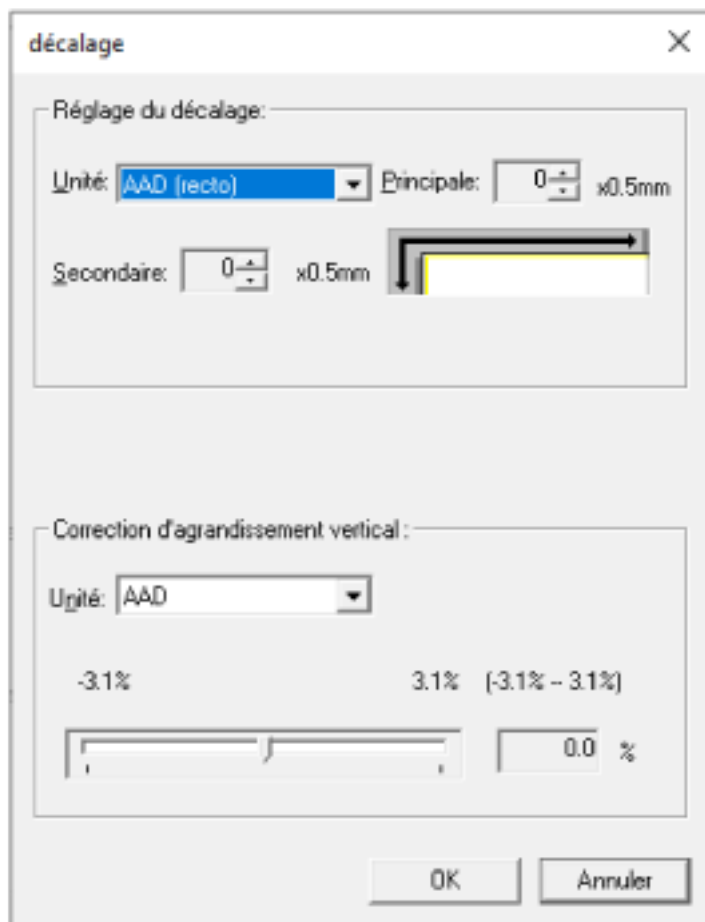 décalage
Réglage du décalage:
Unité: AAD (recto) Principale: 0 x0.5mm
Secondaire: 0 x0.5mm
Correction d'agrandissement vertical :
Unité: AAD
-3.1% 3.1% (-3.1% -- 3.1%)
0.0 %
OK Annuler